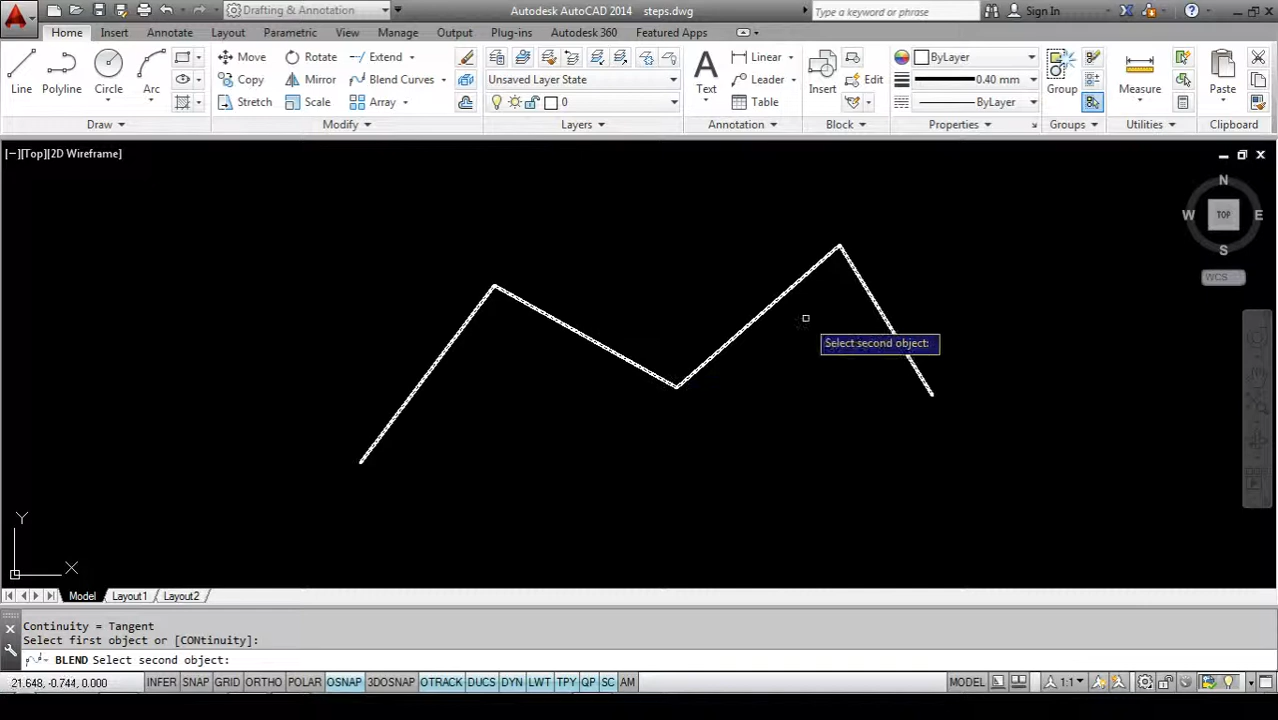 Drafting & Annotation
Autodesk AutoCAD 2014 steps.dwg
Type a keyword or phrase
Sign In
Home Insert Annotate Layout Parametric View Manage Output Plug-ins Autodesk 360 Featured Apps
Line
Polyline
Circle
Arc
Move
Rotate
Extend
Copy
Mirror
Blend Curves
Stretch
Scale
Array
Unsaved Layer State
0
Text
Linear
Leader
Table
Insert
Edit
ByLayer
0.40 mm
ByLayer
Group
Measure
Paste
Draw
Modify
Layers
Annotation
Block
Properties
Groups
Utilities
Clipboard
[−][Top][2D Wireframe]
N
W
TOP
E
S
WCS
Select second object:
Y
X
Model Layout1 Layout2
Continuity = Tangent
Select first object or [CONtinuity]:
BLEND Select second object:
21.648, -0.744, 0.000
INFER SNAP GRID ORTHO POLAR OSNAP 3DOSNAP OTRACK DUCS DYN LWT TPY QP SC AM
MODEL
1:1